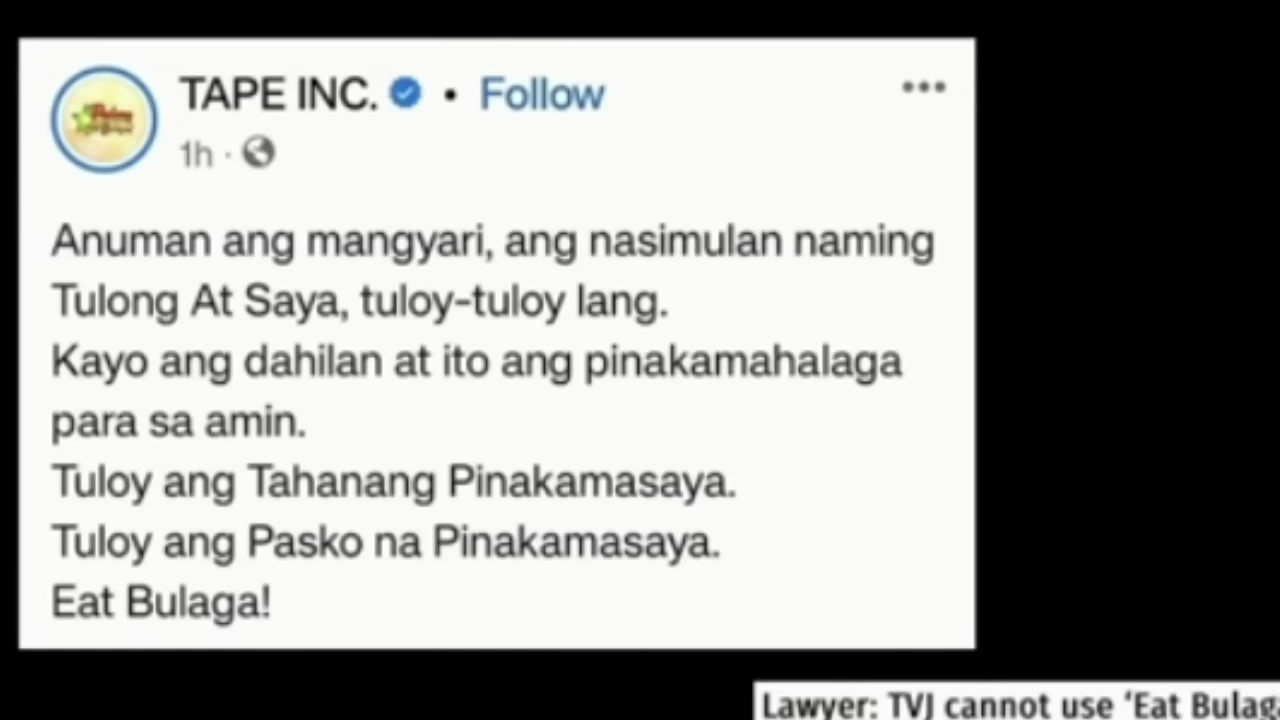 TAPE INC. • Follow
1h ·
Anuman ang mangyari, ang nasimulan naming
Tulong At Saya, tuloy-tuloy lang.
Kayo ang dahilan at ito ang pinakamahalaga
para sa amin.
Tuloy ang Tahanang Pinakamasaya.
Tuloy ang Pasko na Pinakamasaya.
Eat Bulaga!
Lawyer: TVJ cannot use ‘Eat Bulaga